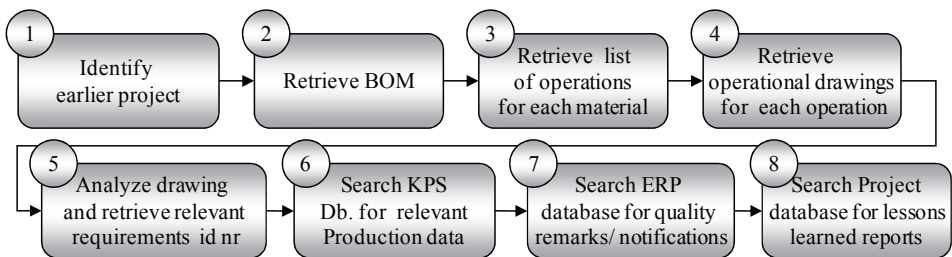 1
Identify
earlier project
2
Retrieve BOM
3
Retrieve list
of operations
for each material
4
Retrieve
operational drawings
for each operation
5
Analyze drawing
and retrieve relevant
requirements id nr
6
Search KPS
Db. for relevant
Production data
7
Search ERP
database for quality
remarks/ notifications
8
Search Project
database for lessons
learned reports